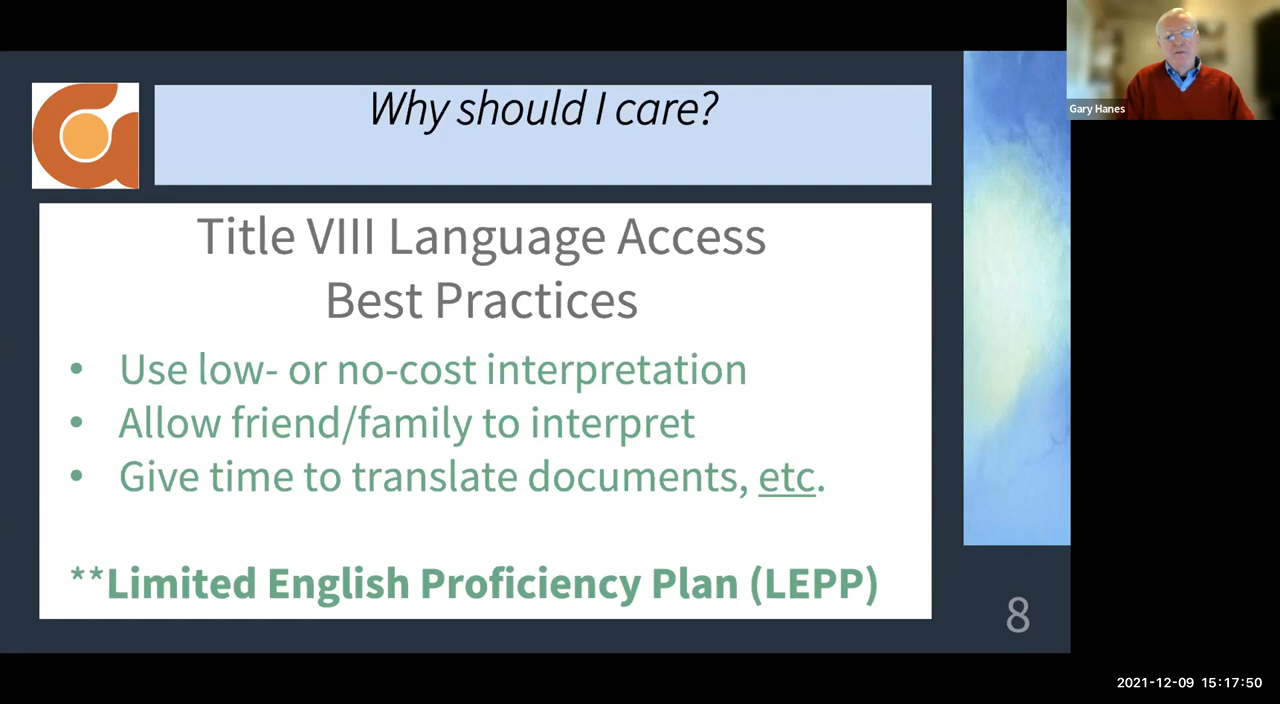 Why should I care?
Gary Hanes
Title VIII Language Access
Best Practices
• Use low- or no-cost interpretation
• Allow friend/family to interpret
• Give time to translate documents, etc.
**Limited English Proficiency Plan (LEPP)
8
2021-12-09 15:17:50